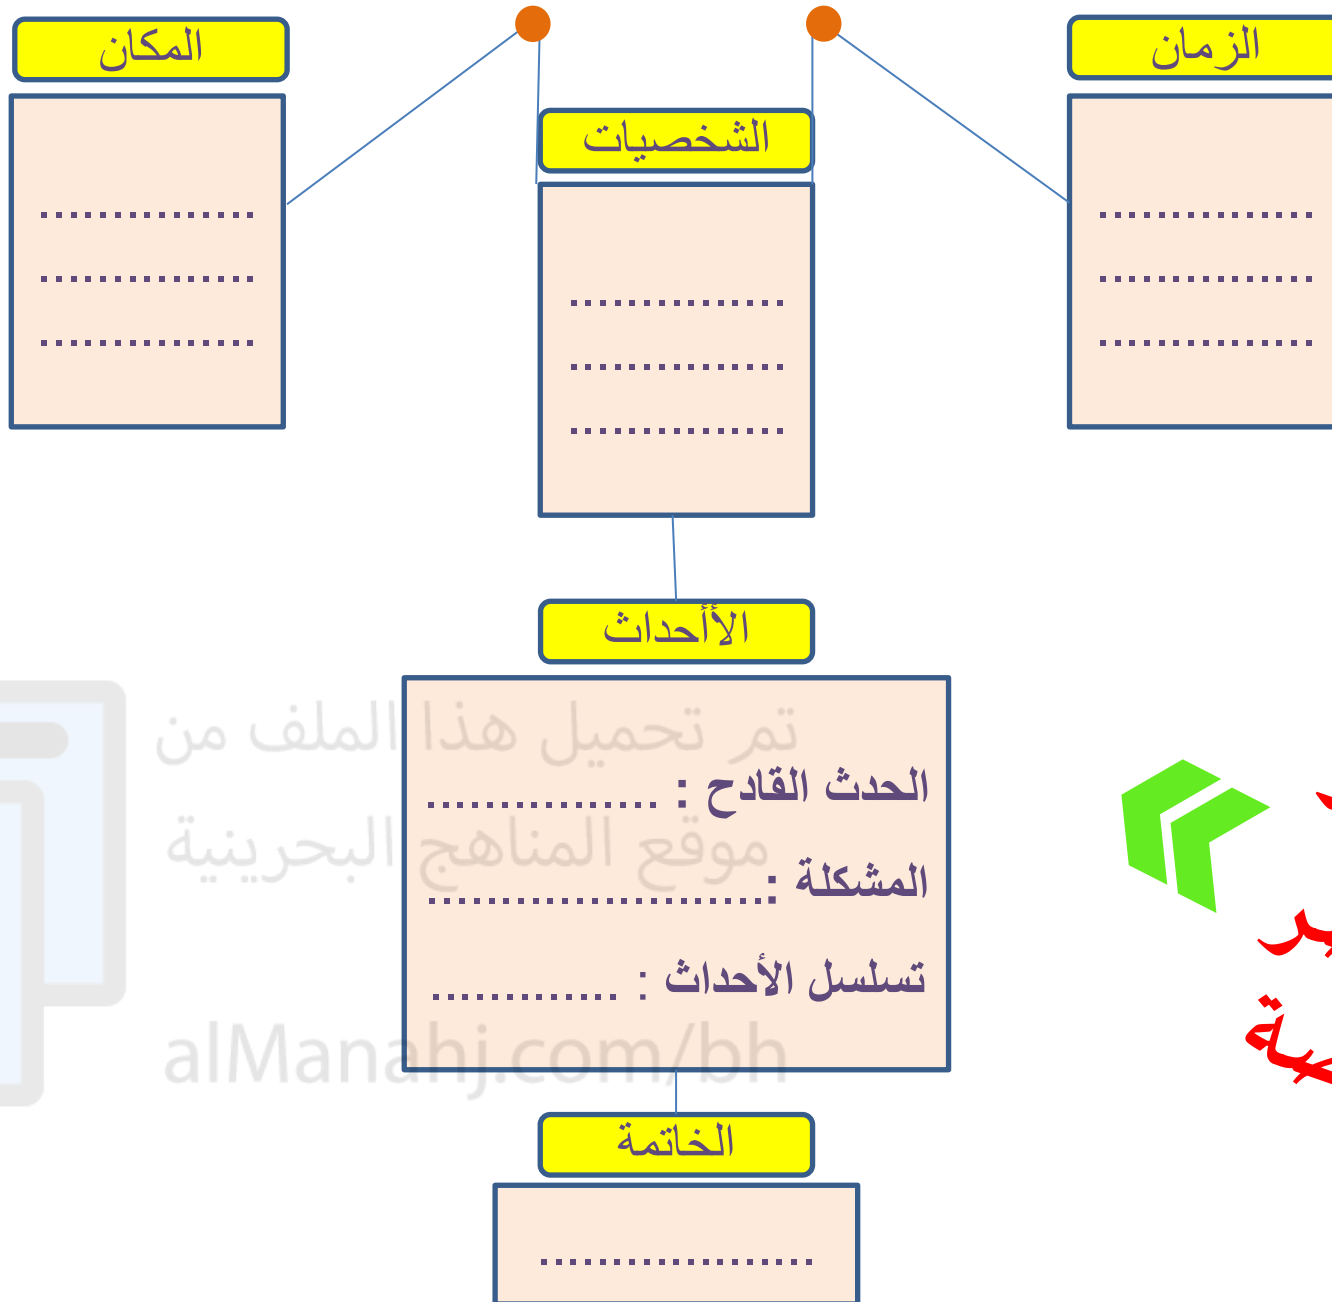 الزمان
المكان
الشخصيات
...............
...............
...............
...............
...............
...............
...............
...............
...............
الأأحداث
تم تحميل هذا الملف من
موقع المناهج البحرينية
alManahj.com/bh
الحدث القادح : ................
المشكلة :.......................
تسلسل الأحداث : .............
الخاتمة
...................